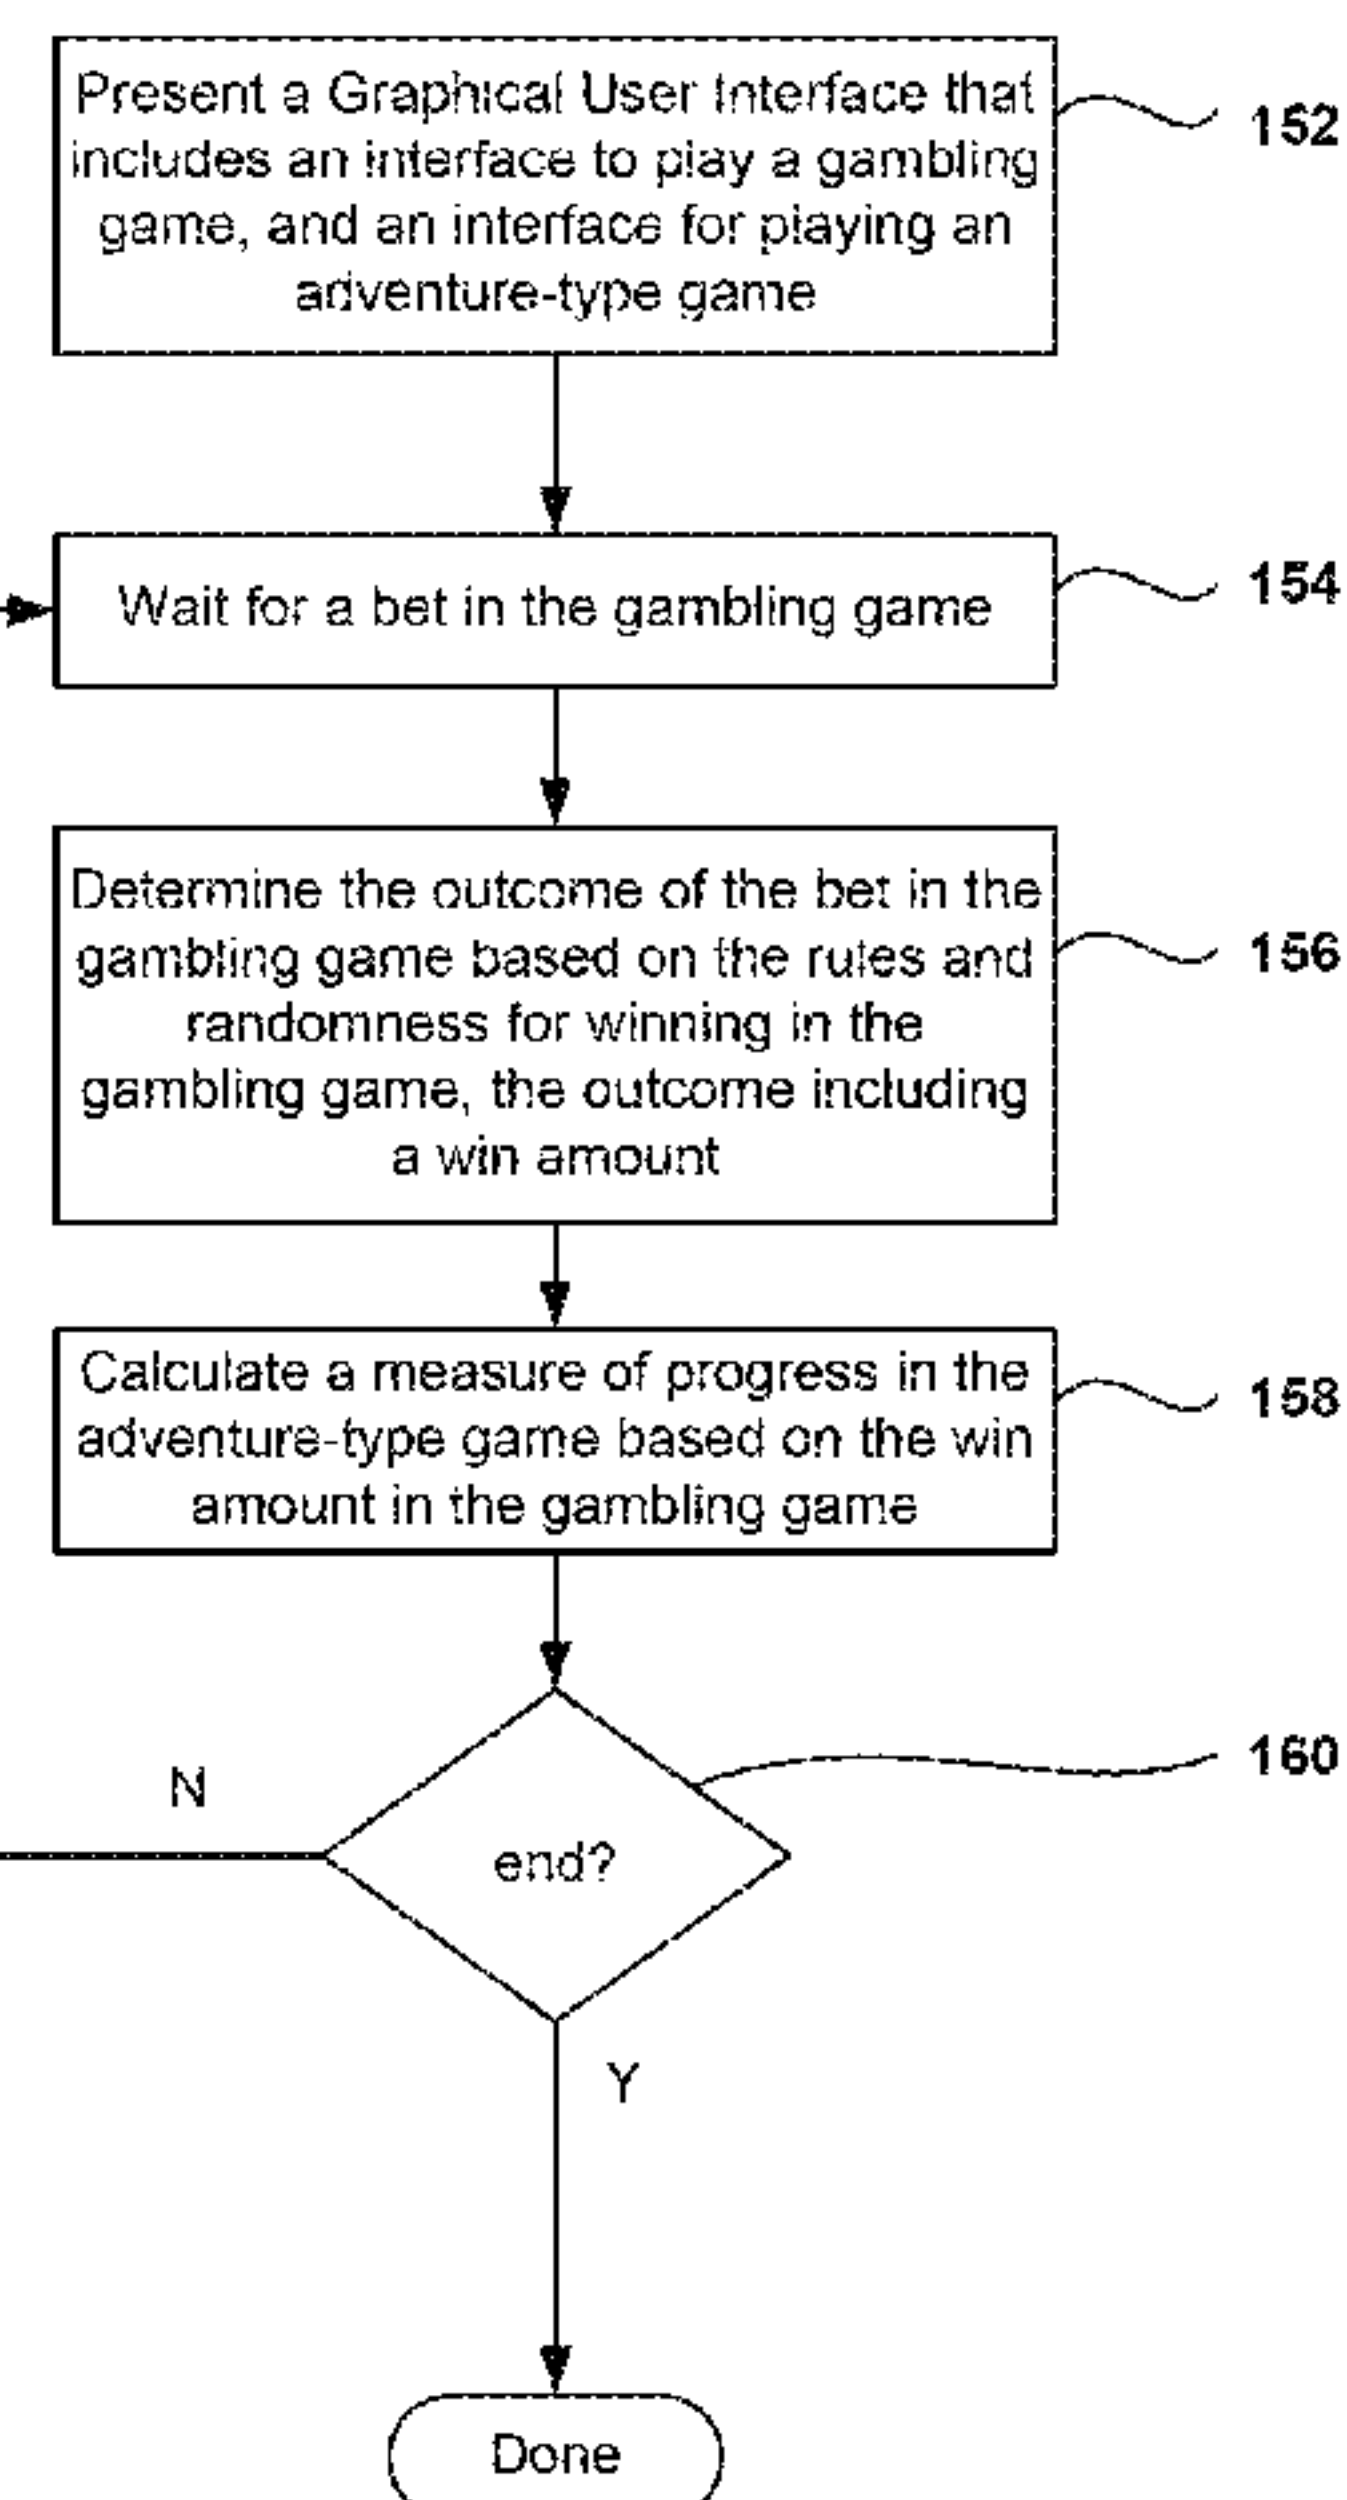 Present a Graphical User Interface that
includes an interface to play a gambling
game, and an interface for playing an
adventure-type game
152
Wait for a bet in the gambling game
154
Determine the outcome of the bet in the
gambling game based on the rules and
randomness for winning in the
gambling game, the outcome including
a win amount
156
Calculate a measure of progress in the
adventure-type game based on the win
amount in the gambling game
158
160
N
end?
Y
Done